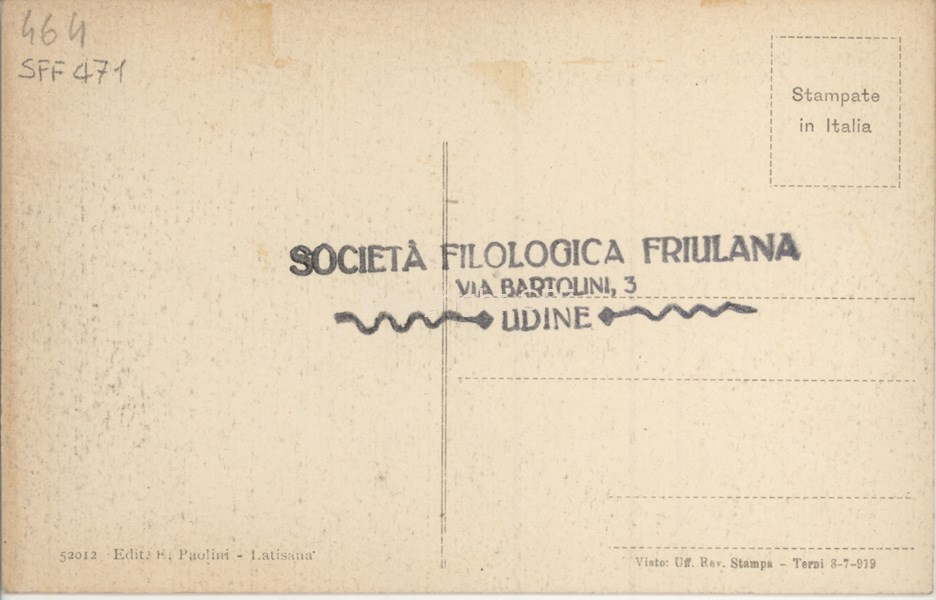 464
SFF 471
Stampate
in Italia
SOCIETÀ FILOLOGICA FRIULANA
VIA BARTOLINI, 3
UDINE
52012 Edit. E. Paolini - Latisana
Visto: Uff. Rev. Stampa - Terni 8-7-919